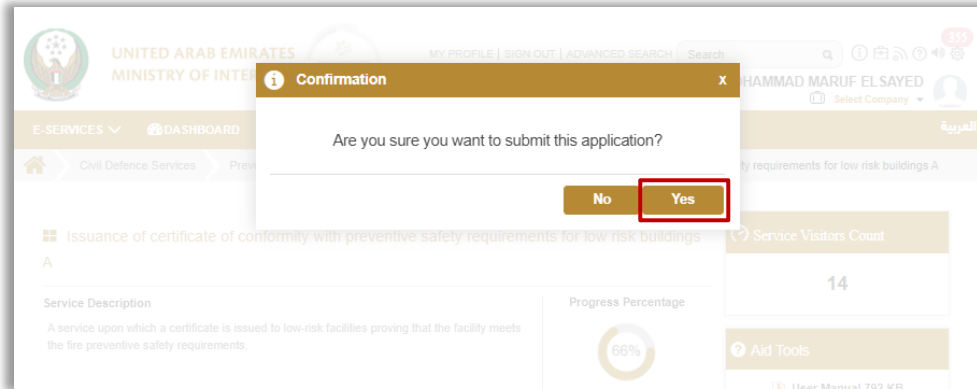 UNITED ARAB EMIRATES
MINISTRY OF INTER
MY PROFILE | SIGN OUT | ADVANCED SEARCH
Search
355
MOHAMMAD MARUF ELSAYED
Select Company
E-SERVICES
DASHBOARD
العربية
Confirmation
x
Are you sure you want to submit this application?
No
Yes
Civil Defence Services
Prev
ty requirements for low risk buildings A
Issuance of certificate of conformity with preventive safety requirements for low risk buildings
A
Service Description
A service upon which a certificate is issued to low-risk facilities proving that the facility meets
the fire preventive safety requirements.
Progress Percentage
66%
Service Visitors Count
14
Aid Tools
User Manual 792 KB